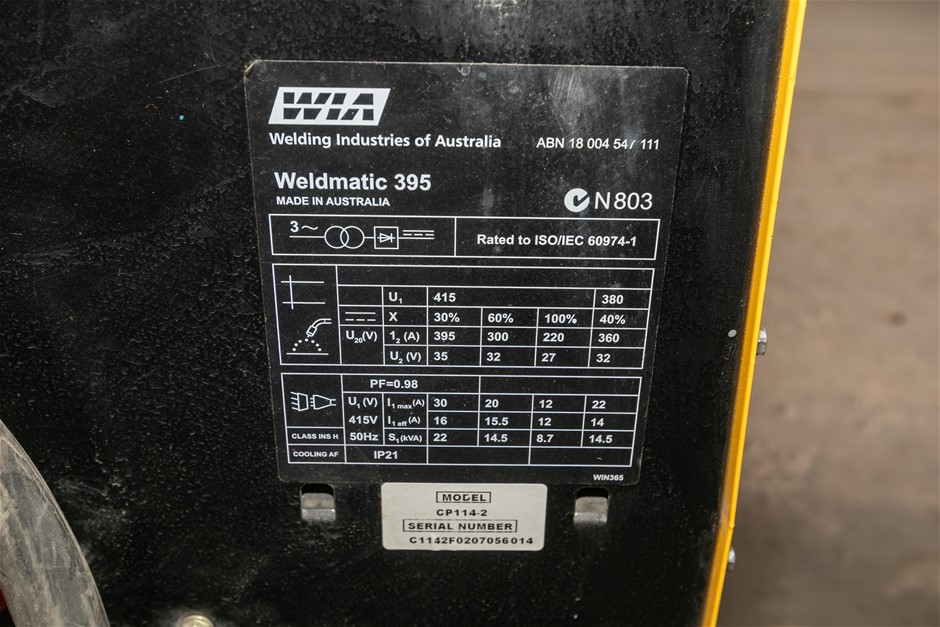 WIA
Welding Industries of Australia
ABN 18 004 547 111
Weldmatic 395
MADE IN AUSTRALIA
N803
3~
Rated to ISO/IEC 60974-1
U1 415 380
X 30% 60% 100% 40%
U20(V) 12 (A) 395 300 220 360
U2 (V) 35 32 27 32
PF=0.98
U1 (V) I1 max (A) 30 20 12 22
415V I1 eff (A) 16 15.5 12 14
CLASS INS H 50Hz S1 (kVA) 22 14.5 8.7 14.5
COOLING AF IP21
WIN365
MODEL
CP114-2
SERIAL NUMBER
C1142F0207056014